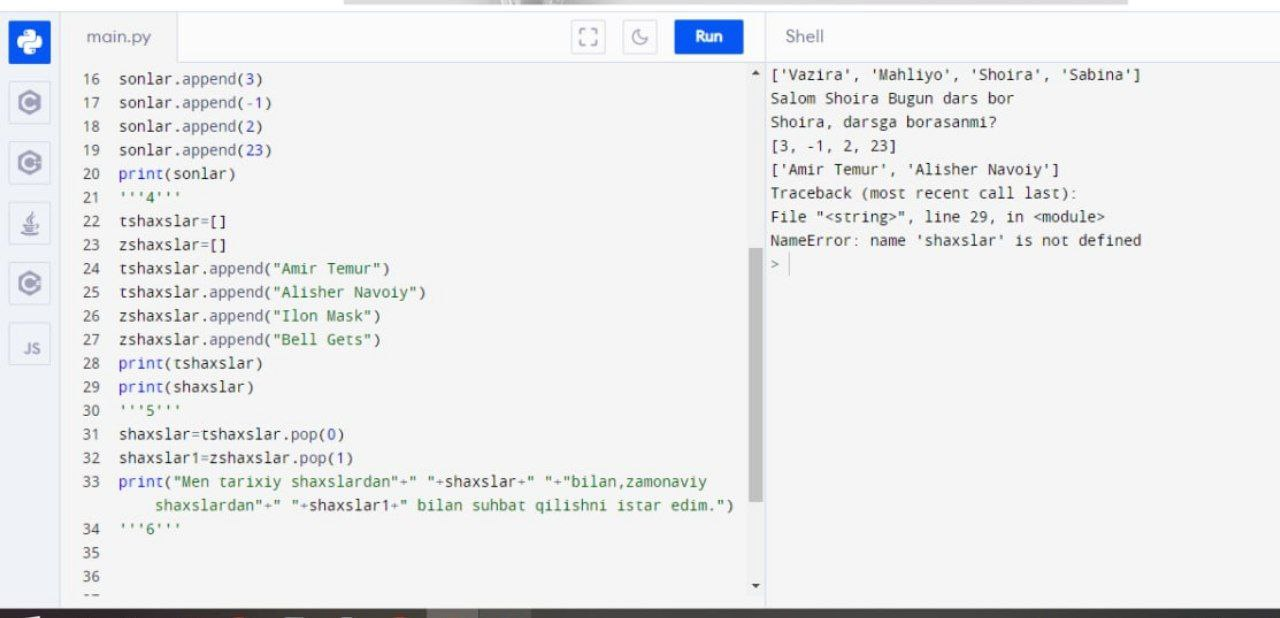 main.py
Run
Shell
16 sonlar.append(3)
17 sonlar.append(-1)
18 sonlar.append(2)
19 sonlar.append(23)
20 print(sonlar)
21 '''4'''
22 tshaxslar=[]
23 zshaxslar=[]
24 tshaxslar.append("Amir Temur")
25 tshaxslar.append("Alisher Navoiy")
26 zshaxslar.append("Ilon Mask")
27 zshaxslar.append("Bell Gets")
28 print(tshaxslar)
29 print(shaxslar)
30 '''5'''
31 shaxslar=tshaxslar.pop(0)
32 shaxslar1=zshaxslar.pop(1)
33 print("Men tarixiy shaxslardan"+" "+shaxslar+" "+"bilan,zamonaviy
shaxslardan"+" "+shaxslar1+" bilan suhbat qilishni istar edim.")
34 '''6'''
35
36
JS
['Vazira', 'Mahliyo', 'Shoira', 'Sabina']
Salom Shoira Bugun dars bor
Shoira, darsga borasanmi?
[3, -1, 2, 23]
['Amir Temur', 'Alisher Navoiy']
Traceback (most recent call last):
File "<string>", line 29, in <module>
NameError: name 'shaxslar' is not defined
>